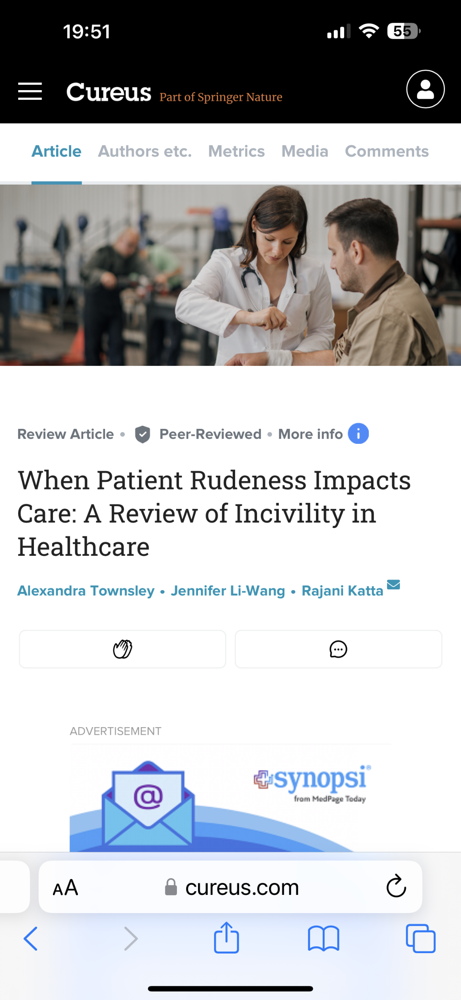 19:51
55
Cureus Part of Springer Nature
Article Authors etc. Metrics Media Comments
Review Article • Peer-Reviewed • More info
When Patient Rudeness Impacts
Care: A Review of Incivility in
Healthcare
Alexandra Townsley • Jennifer Li-Wang • Rajani Katta
ADVERTISEMENT
@
synopsi®
from MedPage Today
AA cureus.com